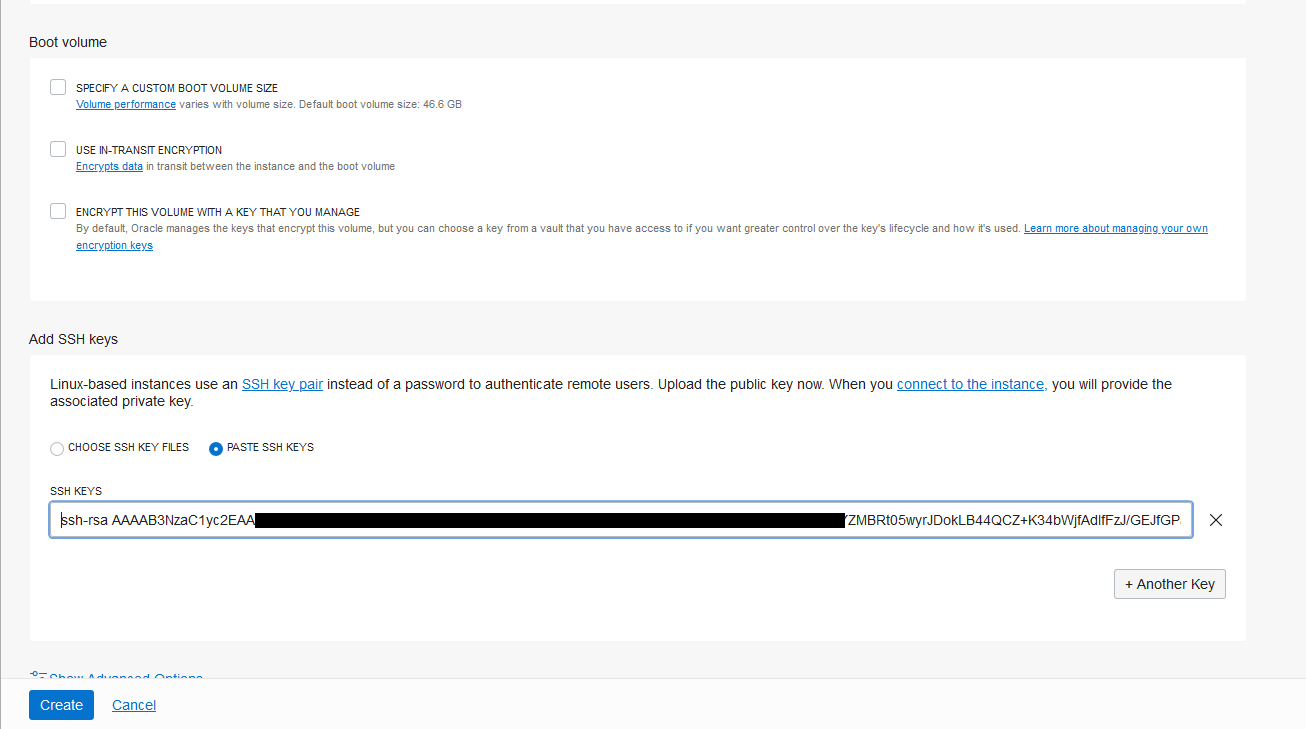 Boot volume
SPECIFY A CUSTOM BOOT VOLUME SIZE
Volume performance varies with volume size. Default boot volume size: 46.6 GB
USE IN-TRANSIT ENCRYPTION
Encrypts data in transit between the instance and the boot volume
ENCRYPT THIS VOLUME WITH A KEY THAT YOU MANAGE
By default, Oracle manages the keys that encrypt this volume, but you can choose a key from a vault that you have access to if you want greater control over the key's lifecycle and how it's used. Learn more about managing your own
encryption keys
Add SSH keys
Linux-based instances use an SSH key pair instead of a password to authenticate remote users. Upload the public key now. When you connect to the instance, you will provide the
associated private key.
CHOOSE SSH KEY FILES PASTE SSH KEYS
SSH KEYS
ssh-rsa AAAAB3NzaC1yc2EAA ZMBRt05wyrJDokLB44QCZ+K34bWjfAdlfFzJ/GEJfGP
+ Another Key
Show Advanced Options
Create Cancel